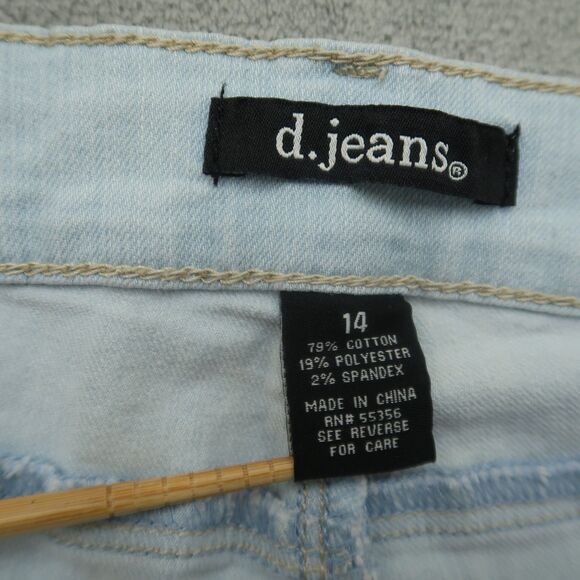 d.jeans®
14
79% COTTON
19% POLYESTER
2% SPANDEX
MADE IN CHINA
RN# 55356
SEE REVERSE
FOR CARE